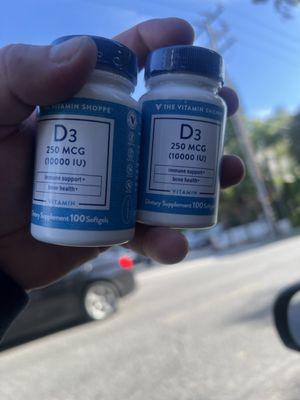 THE VITAMIN SHOPPE
D3
250 MCG
(10000 IU)
immune support+
bone health+
VITAMIN
Dietary Supplement 100 Softgels
THE VITAMIN SHOPPE
D3
250 MCG
(10000 IU)
immune support+
bone health+
VITAMIN
Dietary Supplement 100 Softgels